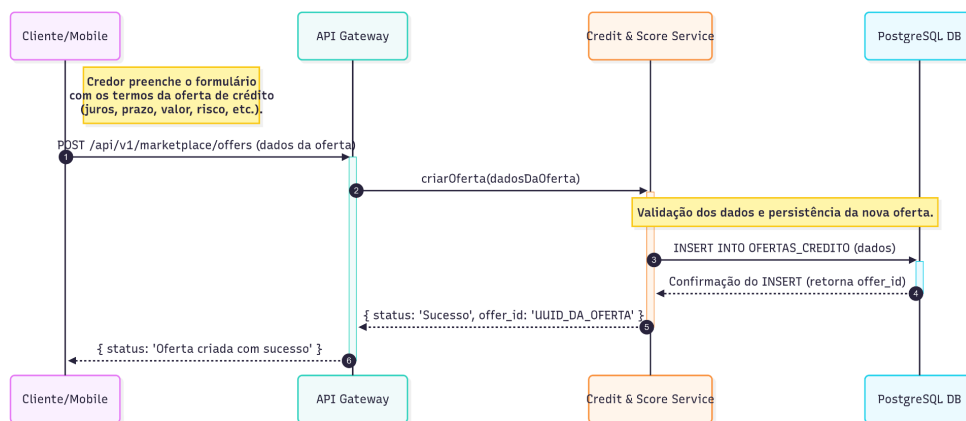 Cliente/Mobile
API Gateway
Credit & Score Service
PostgreSQL DB
Credor preenche o formulário
com os termos da oferta de crédito
(juros, prazo, valor, risco, etc.).
POST /api/v1/marketplace/offers (dados da oferta)
1
criarOferta(dadosDaOferta)
2
Validação dos dados e persistência da nova oferta.
INSERT INTO OFERTAS_CREDITO (dados)
3
Confirmação do INSERT (retorna offer_id)
4
{ status: 'Sucesso', offer_id: 'UUID_DA_OFERTA' }
5
{ status: 'Oferta criada com sucesso' }
6
Cliente/Mobile
API Gateway
Credit & Score Service
PostgreSQL DB